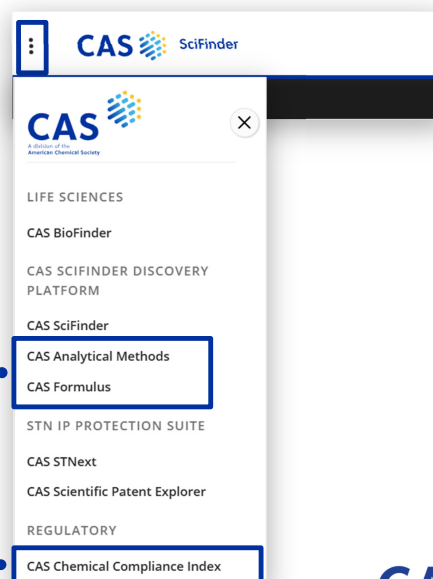 CAS SciFinder
CAS
A division of the
American Chemical Society
LIFE SCIENCES
CAS BioFinder
CAS SCIFINDER DISCOVERY
PLATFORM
CAS SciFinder
CAS Analytical Methods
CAS Formulus
STN IP PROTECTION SUITE
CAS STNext
CAS Scientific Patent Explorer
REGULATORY
CAS Chemical Compliance Index